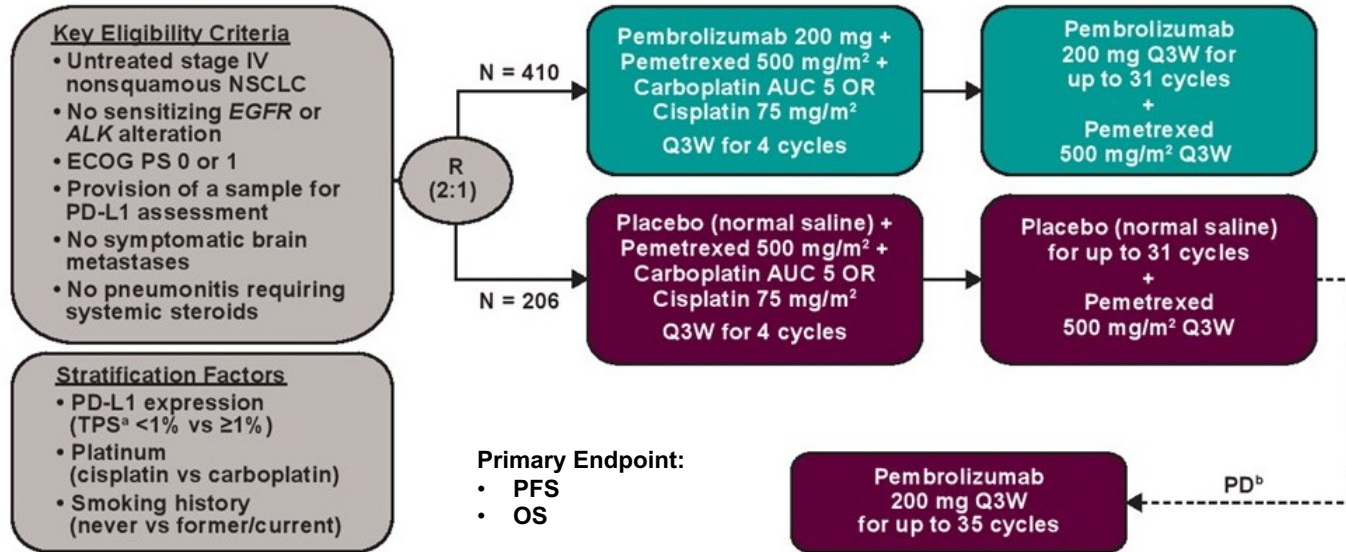 Key Eligibility Criteria
• Untreated stage IV
nonsquamous NSCLC
• No sensitizing EGFR or
ALK alteration
• ECOG PS 0 or 1
• Provision of a sample for
PD-L1 assessment
• No symptomatic brain
metastases
• No pneumonitis requiring
systemic steroids
Stratification Factors
• PD-L1 expression
(TPSᵃ <1% vs ≥1%)
• Platinum
(cisplatin vs carboplatin)
• Smoking history
(never vs former/current)
R
(2:1)
N = 410
Pembrolizumab 200 mg +
Pemetrexed 500 mg/m² +
Carboplatin AUC 5 OR
Cisplatin 75 mg/m²
Q3W for 4 cycles
Pembrolizumab
200 mg Q3W for
up to 31 cycles
+
Pemetrexed
500 mg/m² Q3W
N = 206
Placebo (normal saline) +
Pemetrexed 500 mg/m² +
Carboplatin AUC 5 OR
Cisplatin 75 mg/m²
Q3W for 4 cycles
Placebo (normal saline)
for up to 31 cycles
+
Pemetrexed
500 mg/m² Q3W
Primary Endpoint:
• PFS
• OS
Pembrolizumab
200 mg Q3W
for up to 35 cycles
PDᵇ